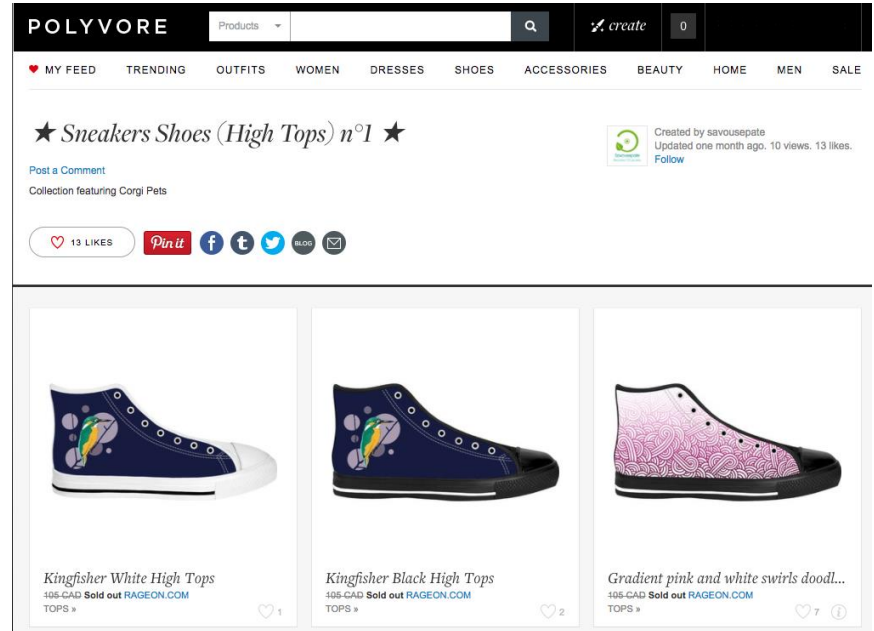 POLYVORE
Products
create
0
MY FEED TRENDING OUTFITS WOMEN DRESSES SHOES ACCESSORIES BEAUTY HOME MEN SALE
★ Sneakers Shoes (High Tops) n°1 ★
Created by savousepate
Updated one month ago. 10 views. 13 likes.
Follow
Post a Comment
Collection featuring Corgi Pets
13 LIKES
Pin it
f
t
BLOG
Kingfisher White High Tops
105 CAD Sold out RAGEON.COM
TOPS »
1
Kingfisher Black High Tops
105 CAD Sold out RAGEON.COM
TOPS »
2
Gradient pink and white swirls doodl...
105 CAD Sold out RAGEON.COM
TOPS »
7
i